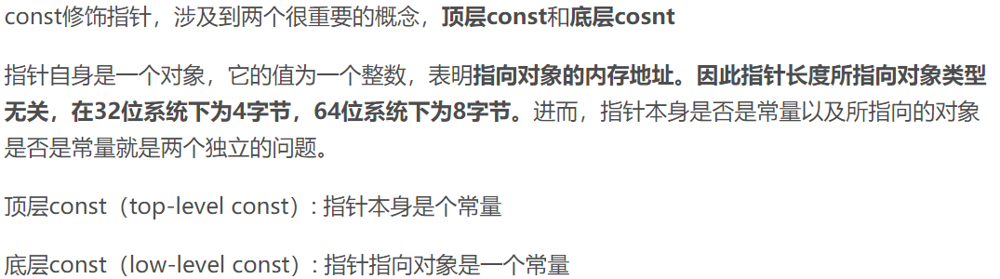 const修饰指针，涉及到两个很重要的概念，顶层const和底层cosnt
指针自身是一个对象，它的值为一个整数，表明指向对象的内存地址。因此指针长度所指向对象类型
无关，在32位系统下为4字节，64位系统下为8字节。进而，指针本身是否是常量以及所指向的对象
是否是常量就是两个独立的问题。
顶层const（top-level const）: 指针本身是个常量
底层const（low-level const）: 指针指向对象是一个常量